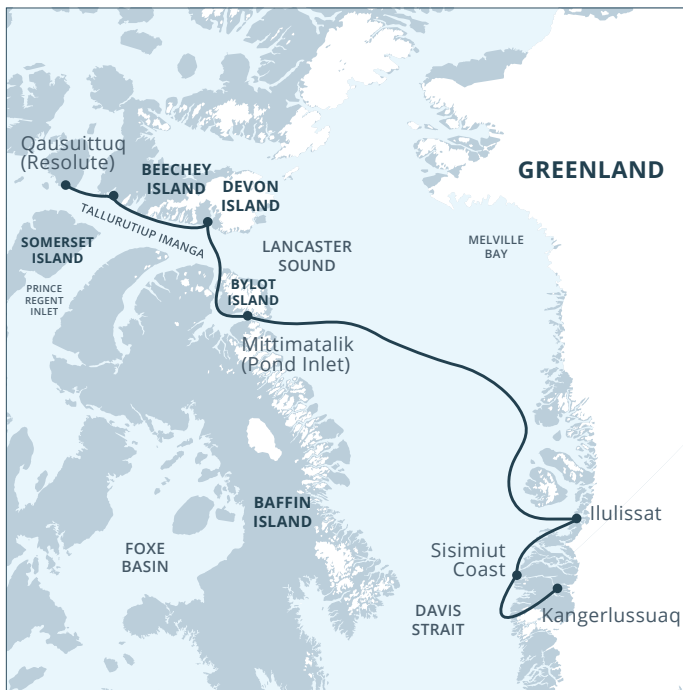 Qausuittuq
(Resolute)
BEECHEY
ISLAND
DEVON
ISLAND
GREENLAND
TALLURUTIUP IMANGA
SOMERSET
ISLAND
LANCASTER
SOUND
MELVILLE
BAY
PRINCE
REGENT
INLET
BYLOT
ISLAND
Mittimatalik
(Pond Inlet)
BAFFIN
ISLAND
Ilulissat
FOXE
BASIN
Sisimiut
Coast
DAVIS
STRAIT
Kangerlussuaq